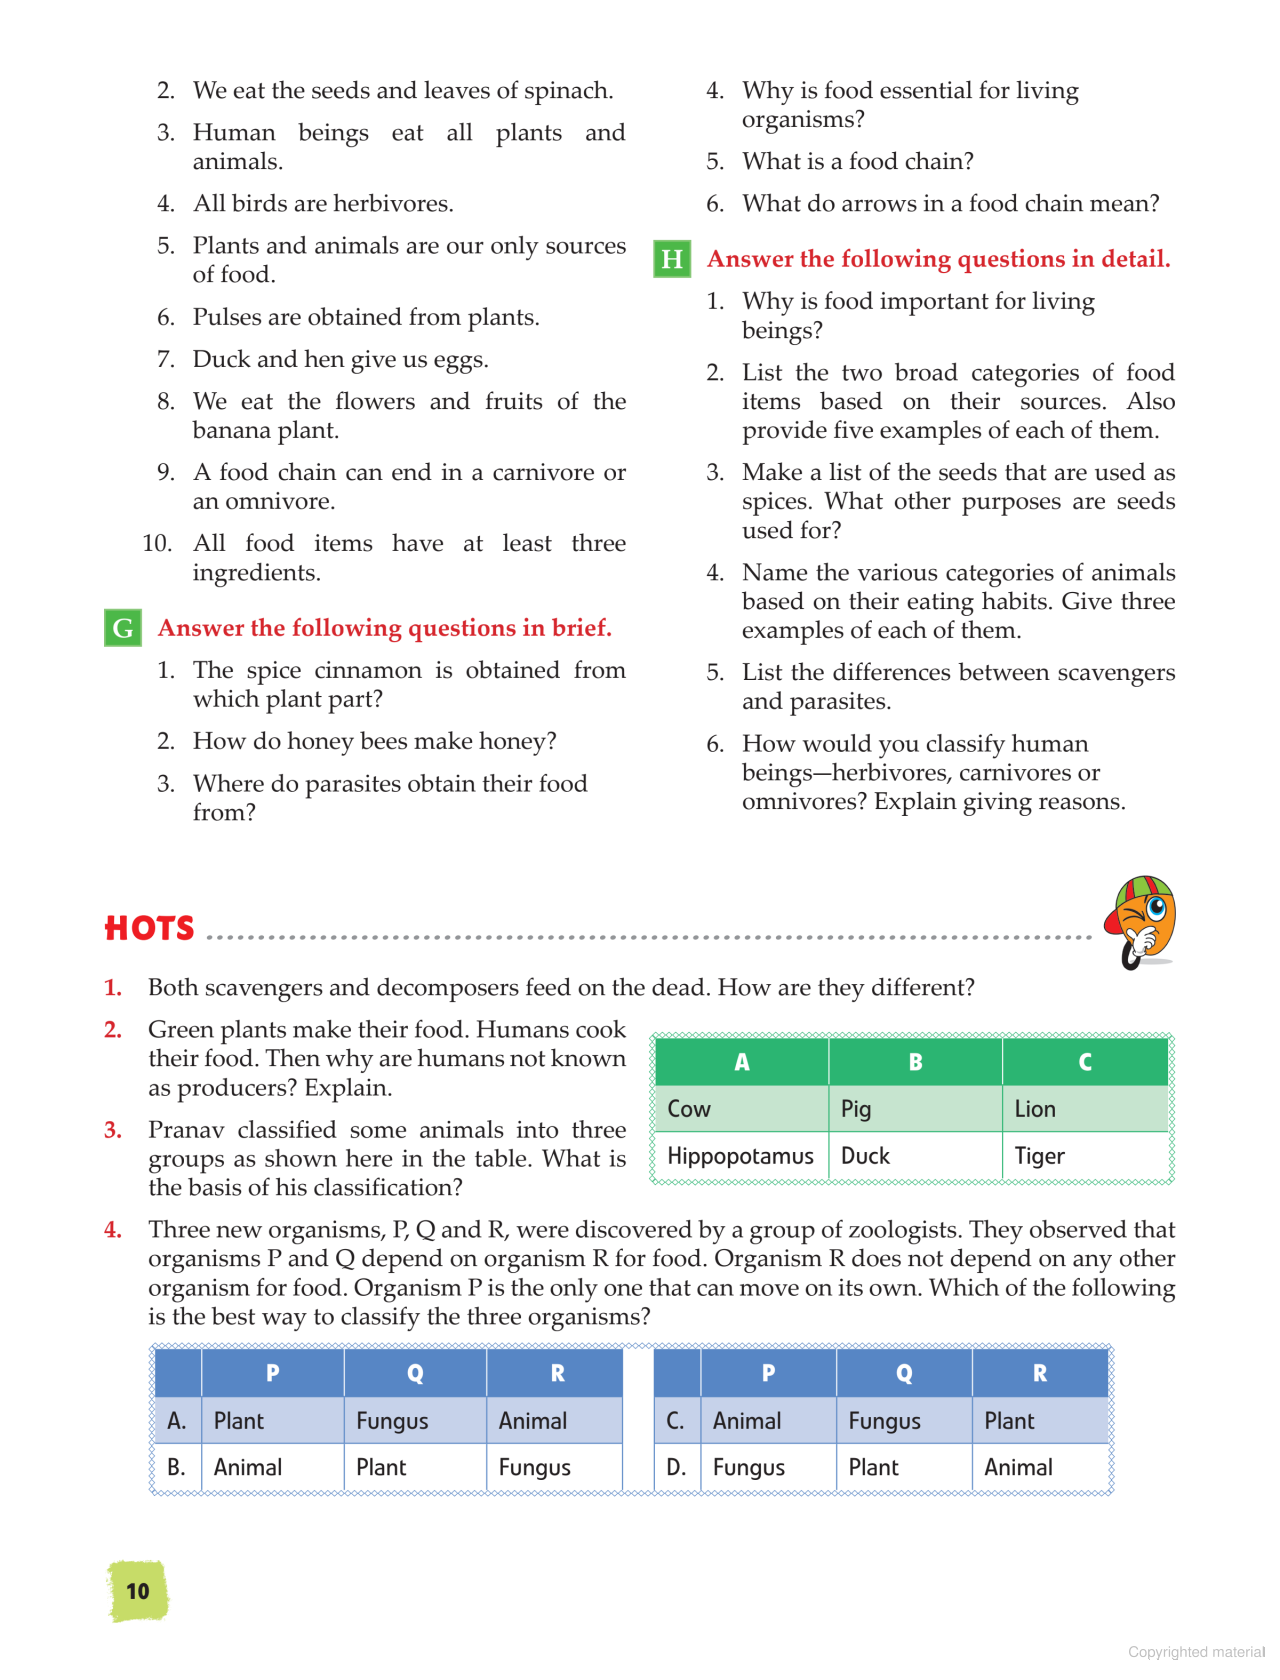 2. We eat the seeds and leaves of spinach.
3. Human beings eat all plants and
animals.
4. All birds are herbivores.
5. Plants and animals are our only sources
of food.
6. Pulses are obtained from plants.
7. Duck and hen give us eggs.
8. We eat the flowers and fruits of the
banana plant.
9. A food chain can end in a carnivore or
an omnivore.
10. All food items have at least three
ingredients.
G Answer the following questions in brief.
1. The spice cinnamon is obtained from
which plant part?
2. How do honey bees make honey?
3. Where do parasites obtain their food
from?
4. Why is food essential for living
organisms?
5. What is a food chain?
6. What do arrows in a food chain mean?
H Answer the following questions in detail.
1. Why is food important for living
beings?
2. List the two broad categories of food
items based on their sources. Also
provide five examples of each of them.
3. Make a list of the seeds that are used as
spices. What other purposes are seeds
used for?
4. Name the various categories of animals
based on their eating habits. Give three
examples of each of them.
5. List the differences between scavengers
and parasites.
6. How would you classify human
beings—herbivores, carnivores or
omnivores? Explain giving reasons.
HOTS
1. Both scavengers and decomposers feed on the dead. How are they different?
2. Green plants make their food. Humans cook
their food. Then why are humans not known
as producers? Explain.
3. Pranav classified some animals into three
groups as shown here in the table. What is
the basis of his classification?
A B C
Cow Pig Lion
Hippopotamus Duck Tiger
4. Three new organisms, P, Q and R, were discovered by a group of zoologists. They observed that
organisms P and Q depend on organism R for food. Organism R does not depend on any other
organism for food. Organism P is the only one that can move on its own. Which of the following
is the best way to classify the three organisms?
P Q R P Q R
A. Plant Fungus Animal C. Animal Fungus Plant
B. Animal Plant Fungus D. Fungus Plant Animal
10
Copyrighted material